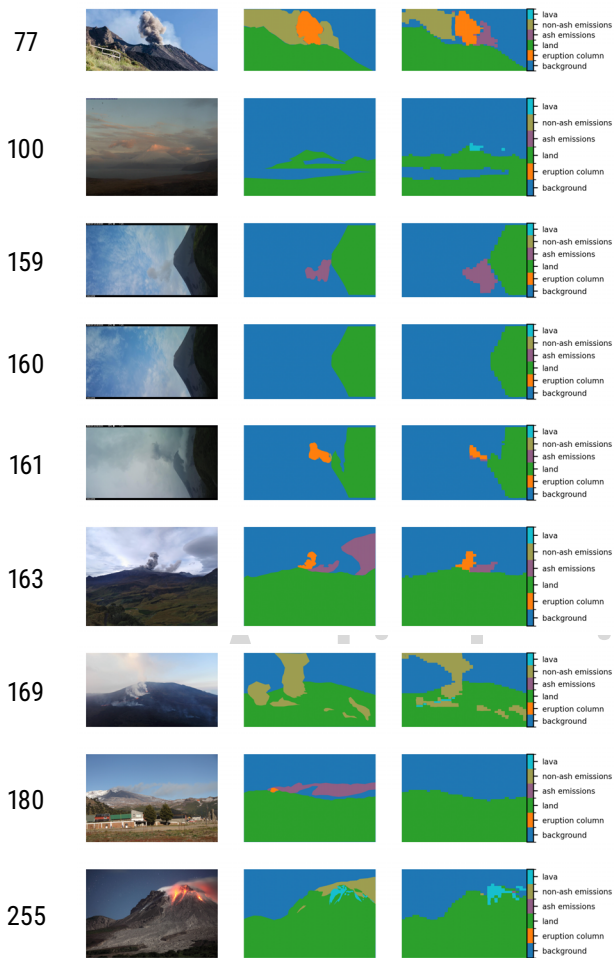 77
lava
non-ash emissions
ash emissions
land
eruption column
background
100
lava
non-ash emissions
ash emissions
land
eruption column
background
159
lava
non-ash emissions
ash emissions
land
eruption column
background
160
lava
non-ash emissions
ash emissions
land
eruption column
background
161
lava
non-ash emissions
ash emissions
land
eruption column
background
163
lava
non-ash emissions
ash emissions
land
eruption column
background
169
lava
non-ash emissions
ash emissions
land
eruption column
background
180
lava
non-ash emissions
ash emissions
land
eruption column
background
255
lava
non-ash emissions
ash emissions
land
eruption column
background